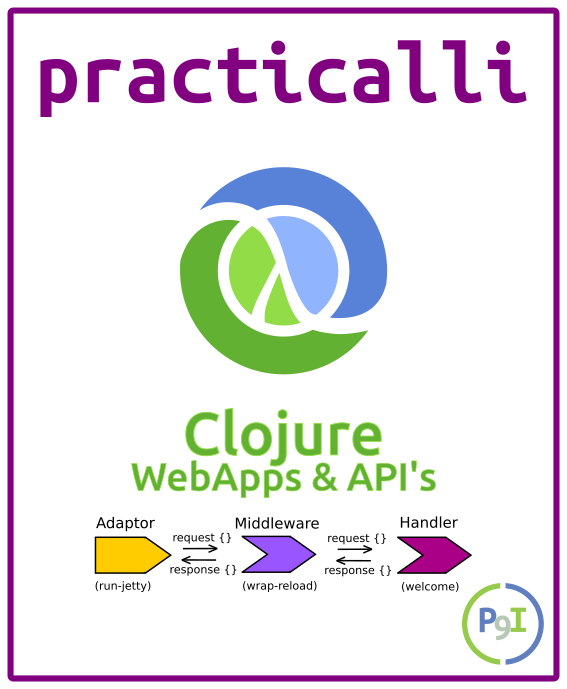 practicalli
Clojure
WebApps & API's
Adaptor Middleware Handler
request {} request {}
response {} response {}
(run-jetty) (wrap-reload) (welcome)
P9I